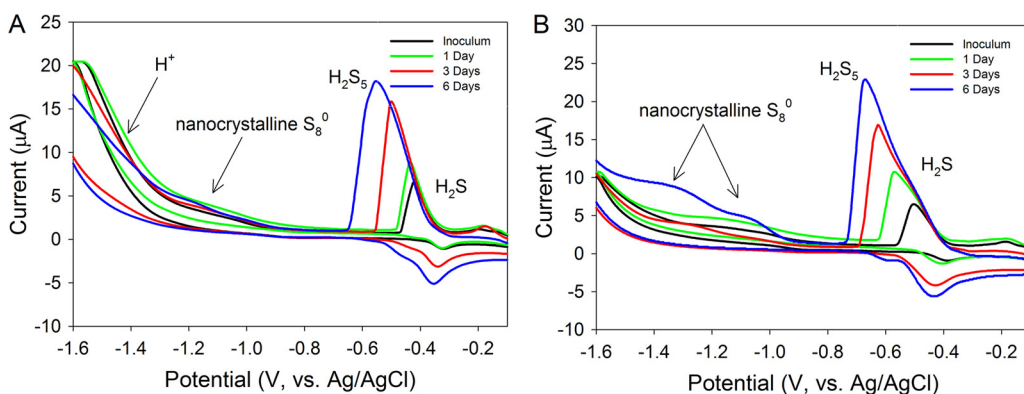 A
Current (μA)
25
20
15
10
5
0
-5
-10
-1.6
-1.4
-1.2
-1.0
-0.8
-0.6
-0.4
-0.2
Potential (V, vs. Ag/AgCl)
H⁺
nanocrystalline S₈⁰
H₂S₅
H₂S
Inoculum
1 Day
3 Days
6 Days
B
Current (μA)
30
25
20
15
10
5
0
-5
-10
-1.6
-1.4
-1.2
-1.0
-0.8
-0.6
-0.4
-0.2
Potential (V, vs. Ag/AgCl)
nanocrystalline S₈⁰
H₂S₅
H₂S
Inoculum
1 Day
3 Days
6 Days